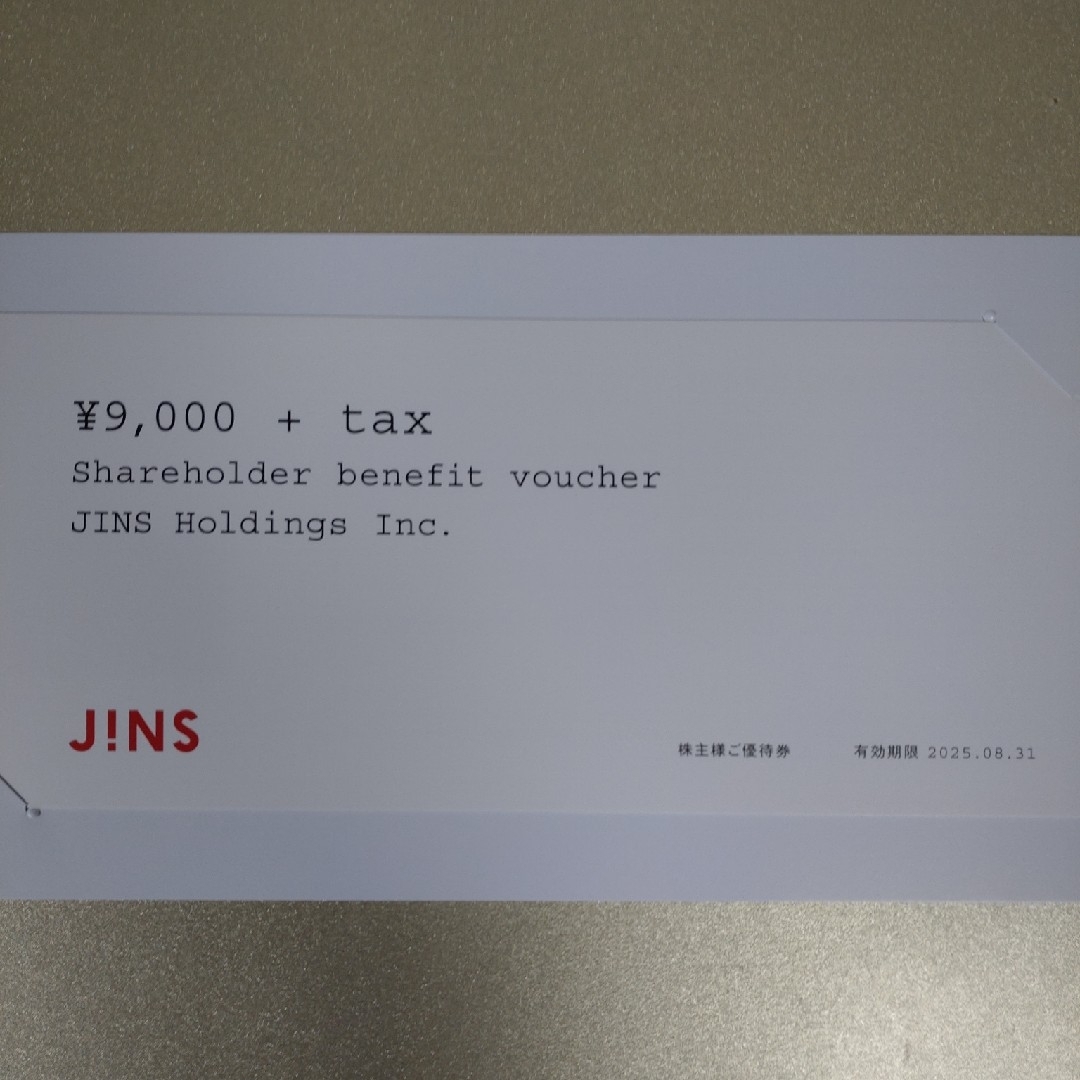 ¥9,000 + tax
Shareholder benefit voucher
JINS Holdings Inc.
J!NS
株主様ご優待券 有効期限 2025.08.31